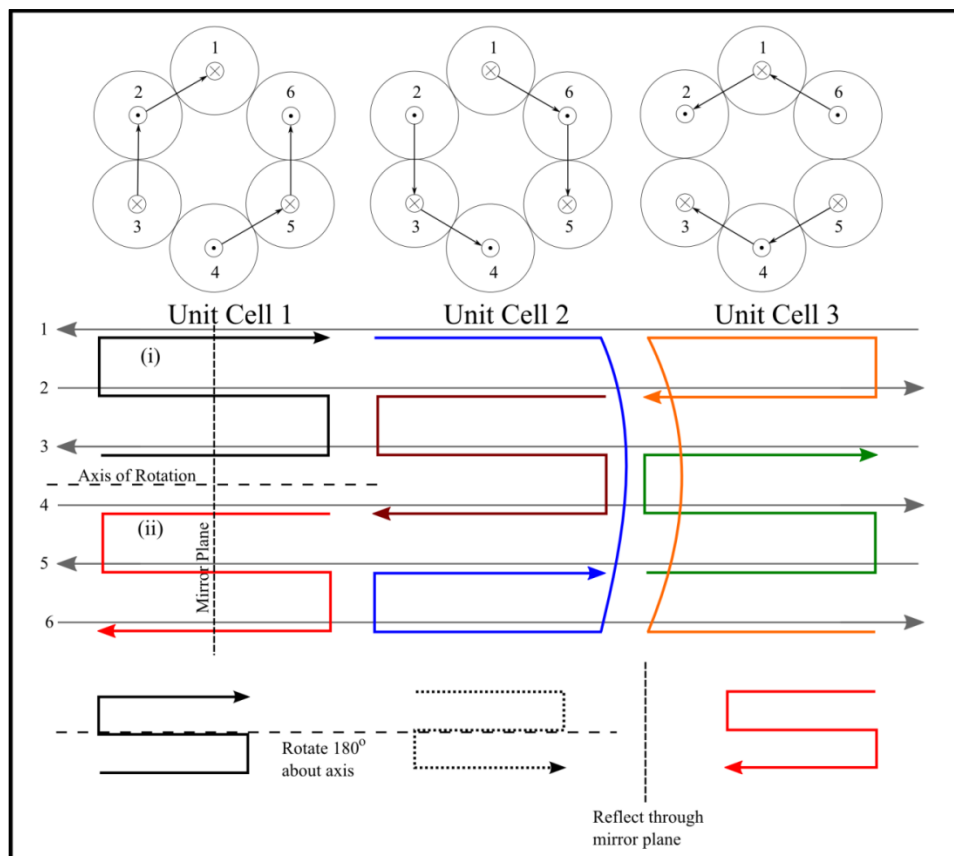 1
2
6
3
5
4
1
2
6
3
5
4
1
2
6
3
5
4
Unit Cell 1
Unit Cell 2
Unit Cell 3
1
(i)
2
3
Axis of Rotation
4
(ii)
5
Mirror Plane
6
Rotate 180o
about axis
Reflect through
mirror plane